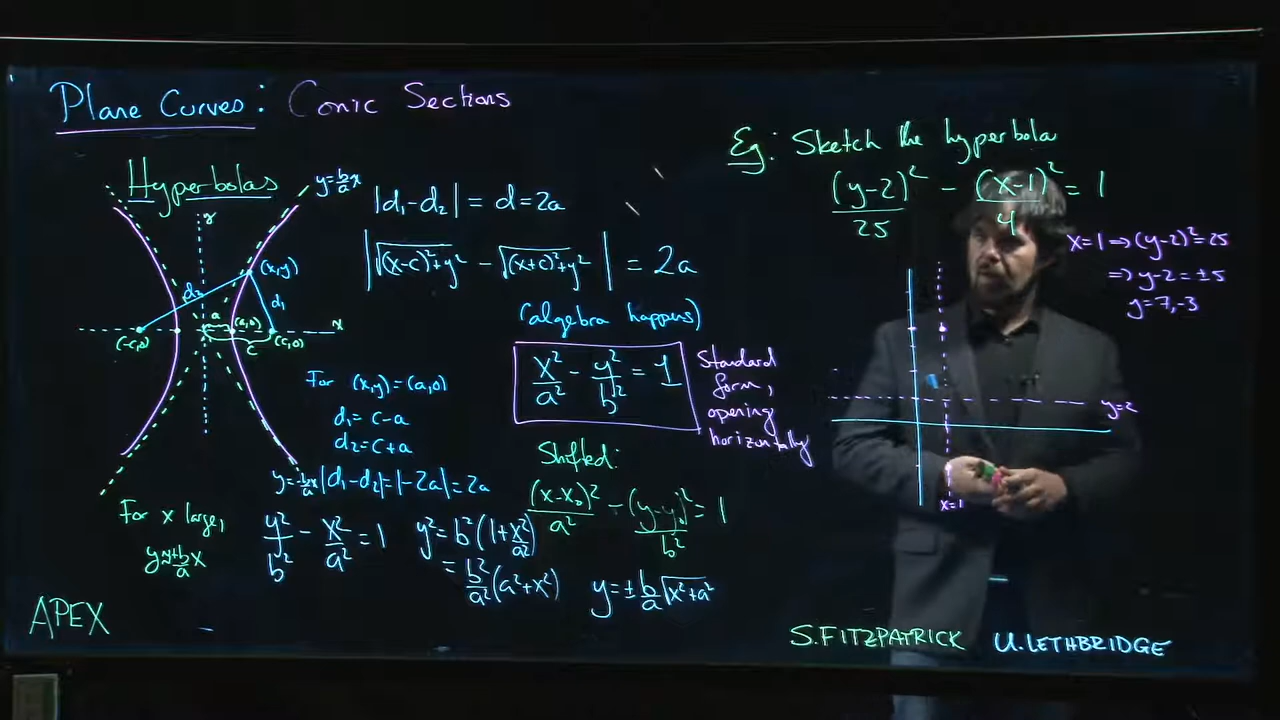 Plane Curves: Conic Sections
Hyperbolas
y=b/a x
y
(x,y)
d₂
d₁
a
(a,0)
x
(-c,0)
c
(c,0)
y=-b/a x
For x large,
y≈±b/a x
|d₁-d₂| = d = 2a
|√((x-c)²+y²) - √((x+c)²+y²)| = 2a
(algebra happens)
x²/a² - y²/b² = 1
Standard
form,
opening
horizontally
For (x,y)=(a,0)
d₁= c-a
d₂= c+a
|d₁-d₂|=|-2a|=2a
Shifted:
(x-x₀)²/a² - (y-y₀)²/b² = 1
y²/b² - x²/a² = 1
y²= b²(1+x²/a²)
= b²/a² (a²+x²)
y=± b/a √(x²+a²)
Eg: Sketch the hyperbola
(y-2)²/25 - (x-1)²/4 = 1
x=1 ⇒ (y-2)²=25
⇒ y-2=±5
y=7,-3
y=2
x=1
APEX
S.FITZPATRICK U.LETHBRIDGE